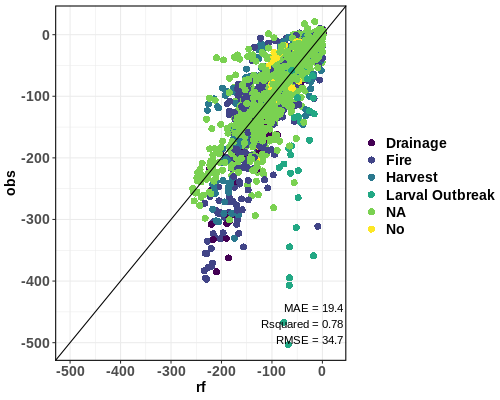 0
-100
-200
-300
-400
-500
obs
-500
-400
-300
-200
-100
0
rf
MAE = 19.4
Rsquared = 0.78
RMSE = 34.7
Drainage
Fire
Harvest
Larval Outbreak
NA
No